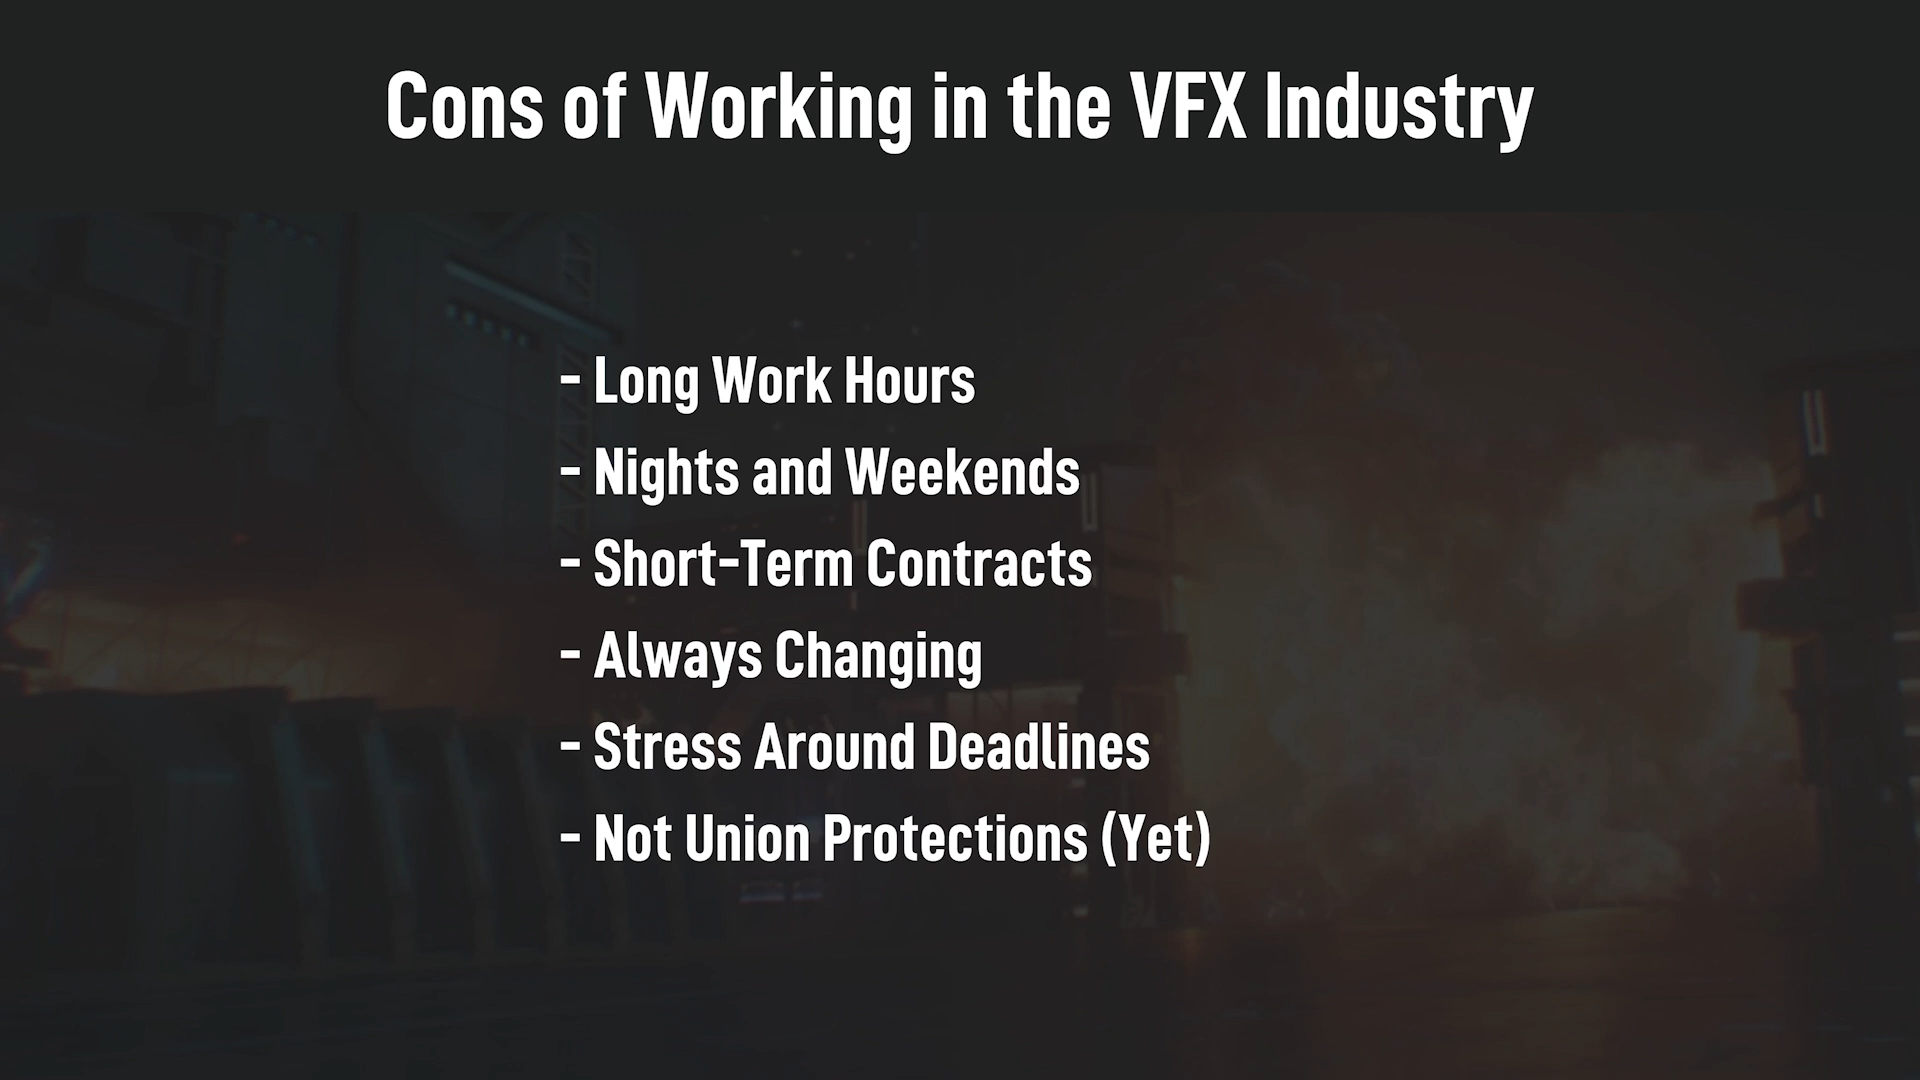 Cons of Working in the VFX Industry
- Long Work Hours
- Nights and Weekends
- Short-Term Contracts
- Always Changing
- Stress Around Deadlines
- Not Union Protections (Yet)